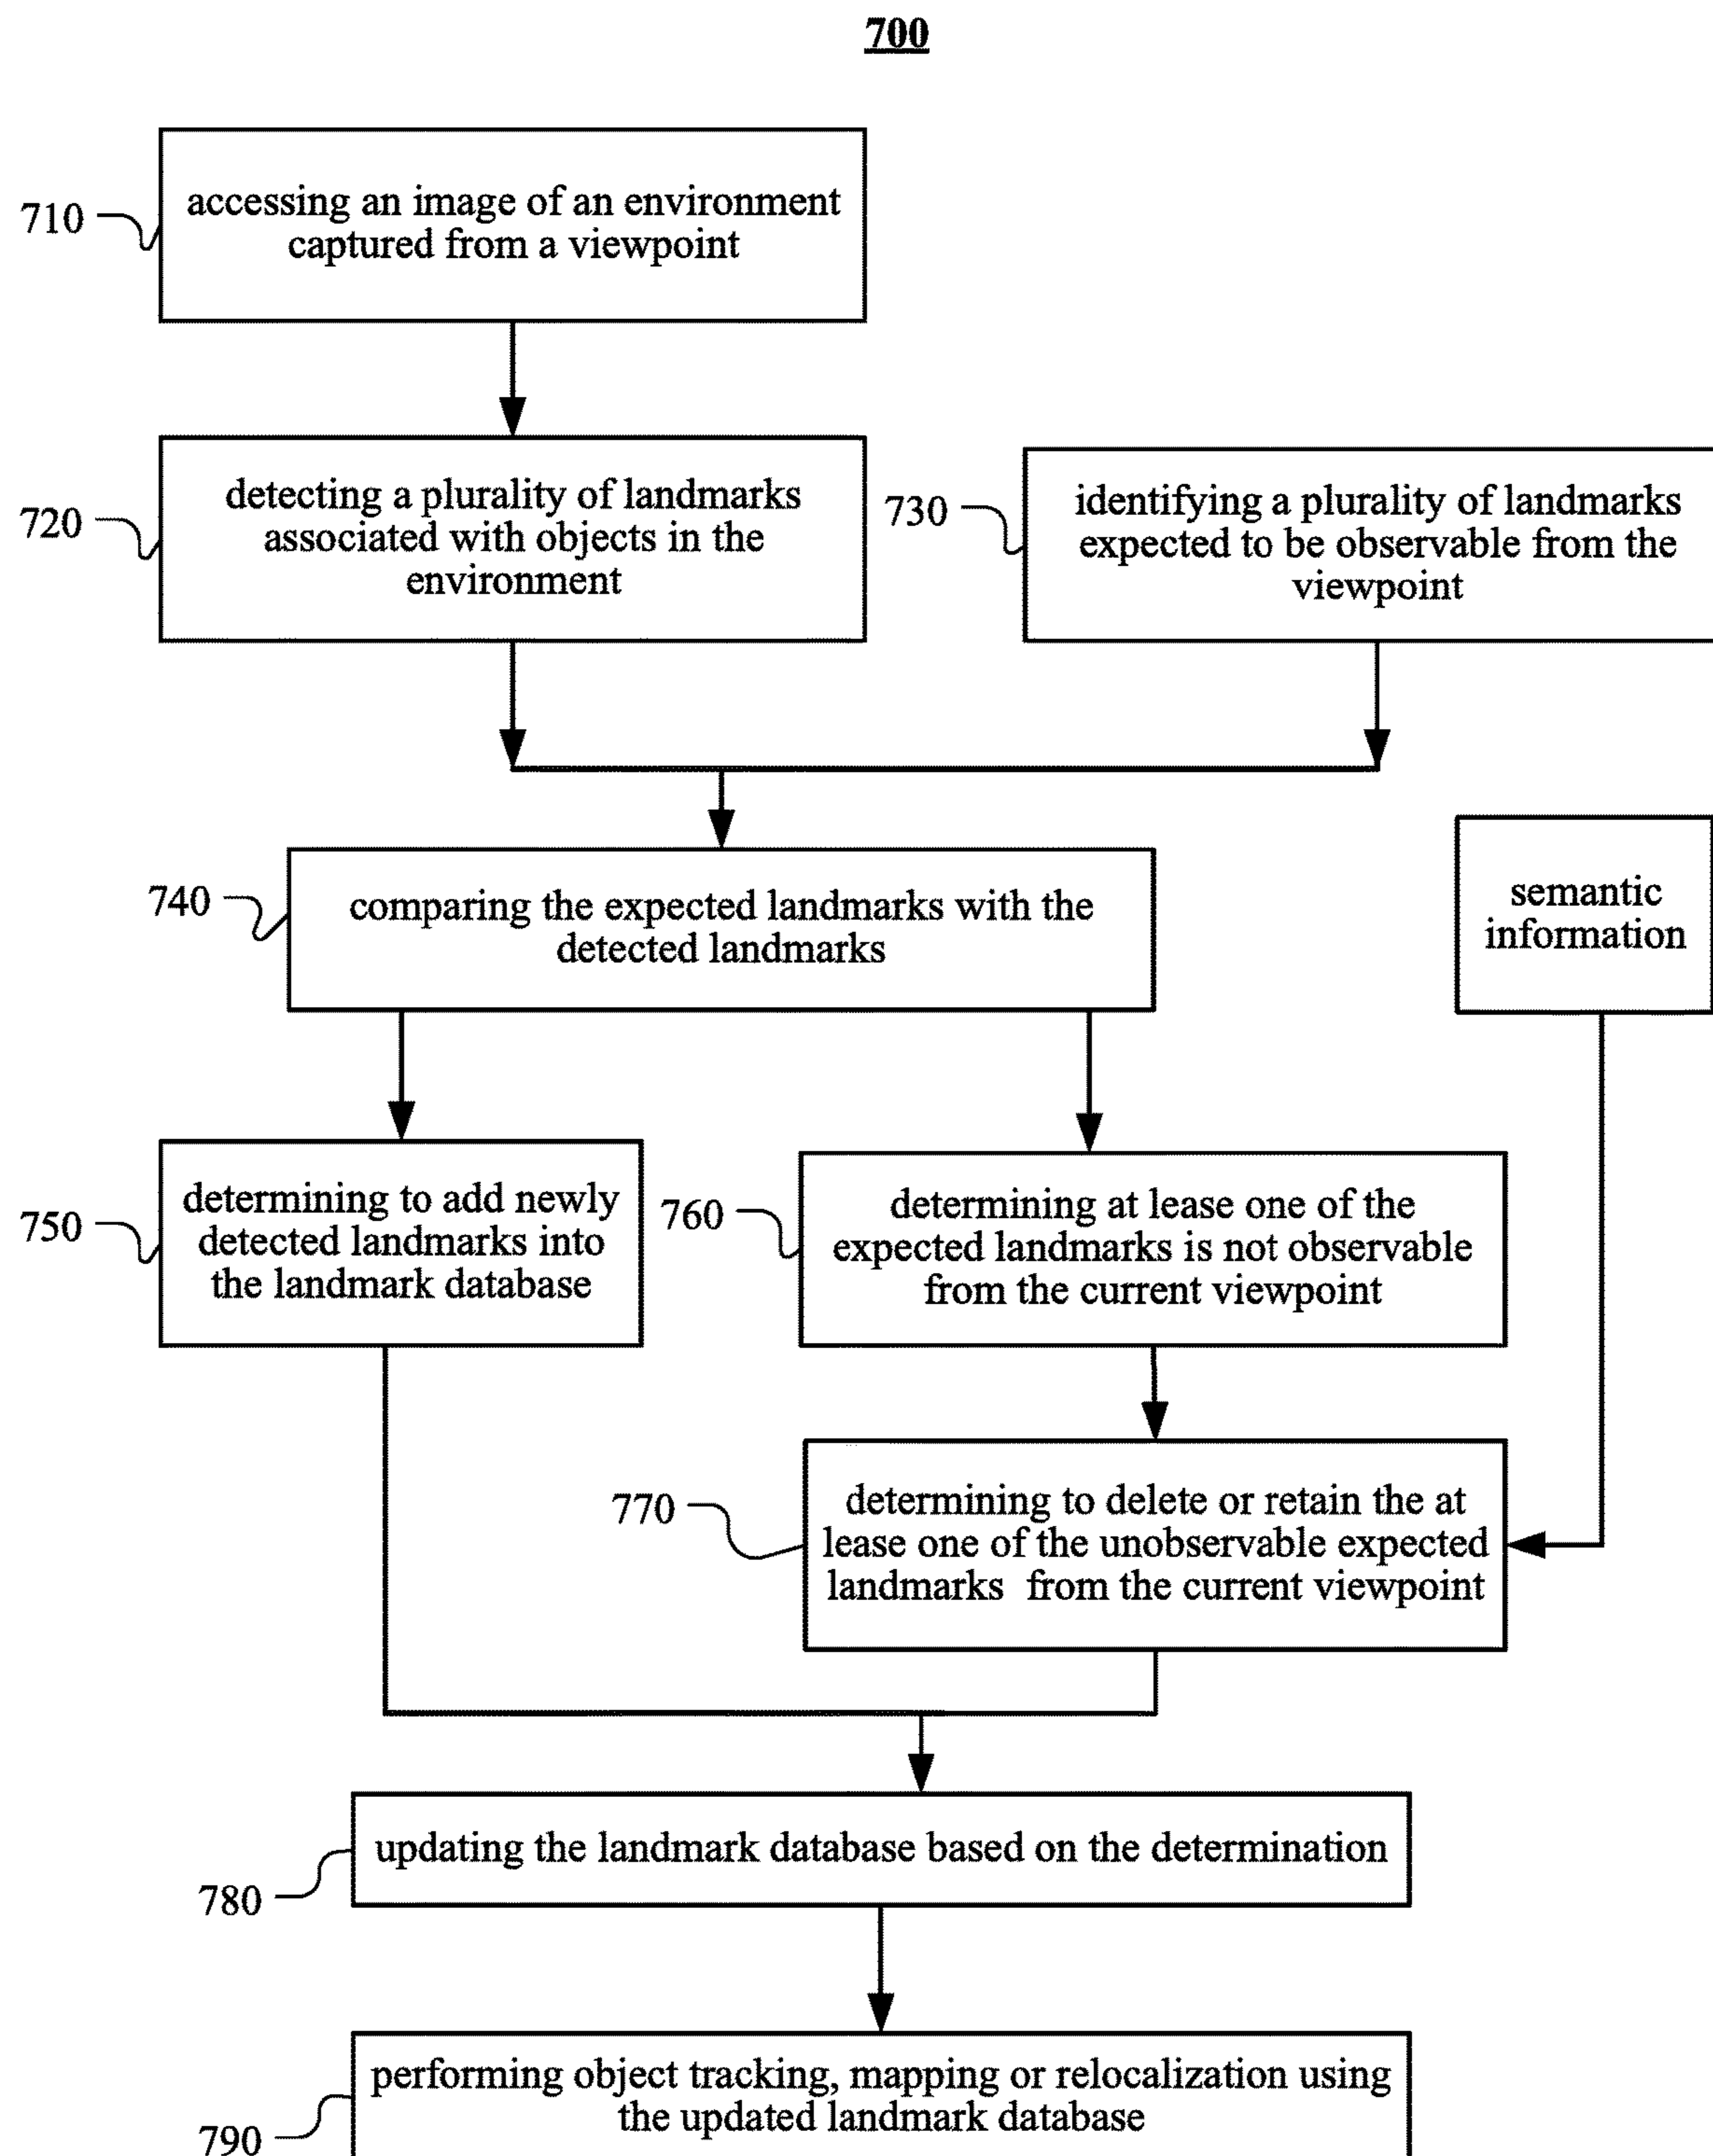 700
710
accessing an image of an environment
captured from a viewpoint
720
detecting a plurality of landmarks
associated with objects in the
environment
730
identifying a plurality of landmarks
expected to be observable from the
viewpoint
740
comparing the expected landmarks with the
detected landmarks
semantic
information
750
determining to add newly
detected landmarks into
the landmark database
760
determining at lease one of the
expected landmarks is not observable
from the current viewpoint
770
determining to delete or retain the at
lease one of the unobservable expected
landmarks from the current viewpoint
780
updating the landmark database based on the determination
790
performing object tracking, mapping or relocalization using
the updated landmark database